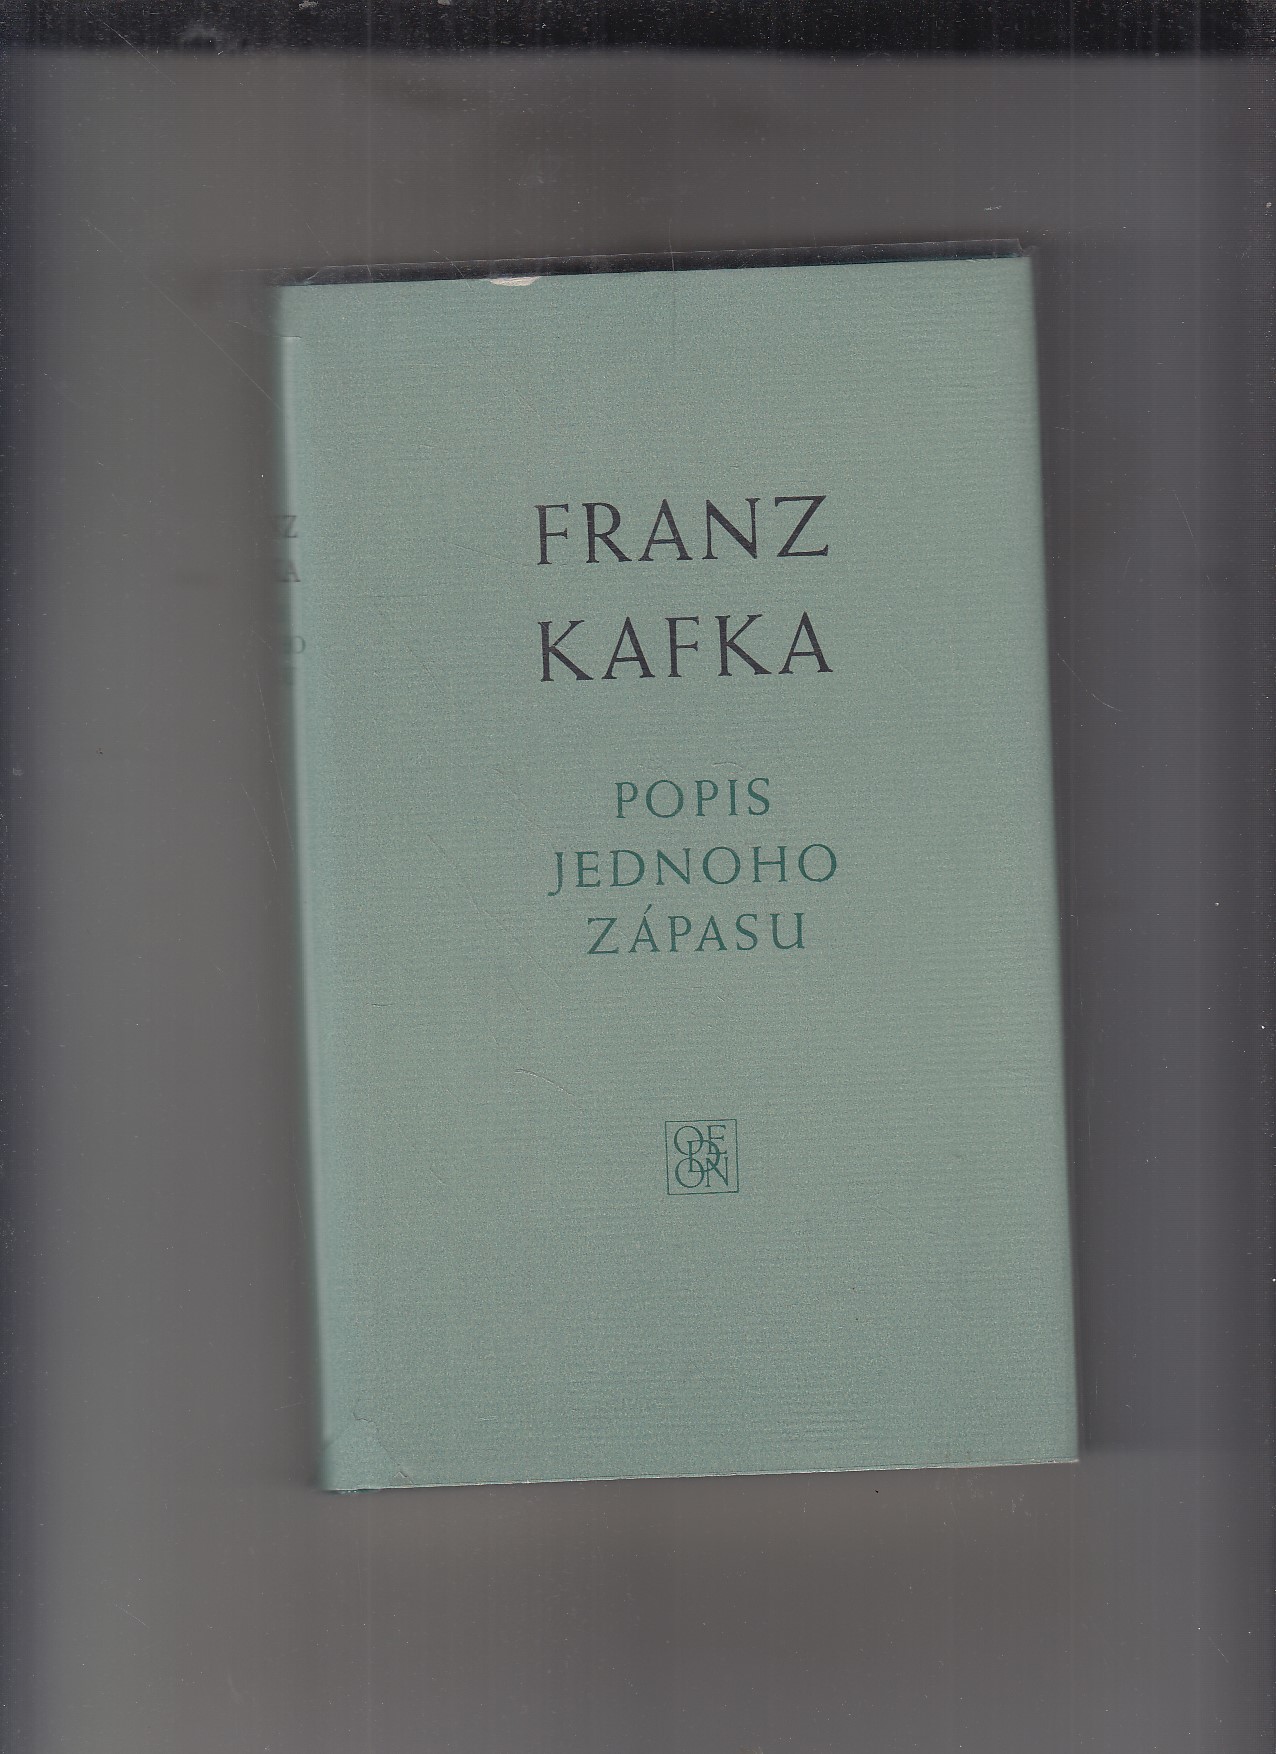 FRANZ
KAFKA
POPIS
JEDNOHO
ZÁPASU
ODEON